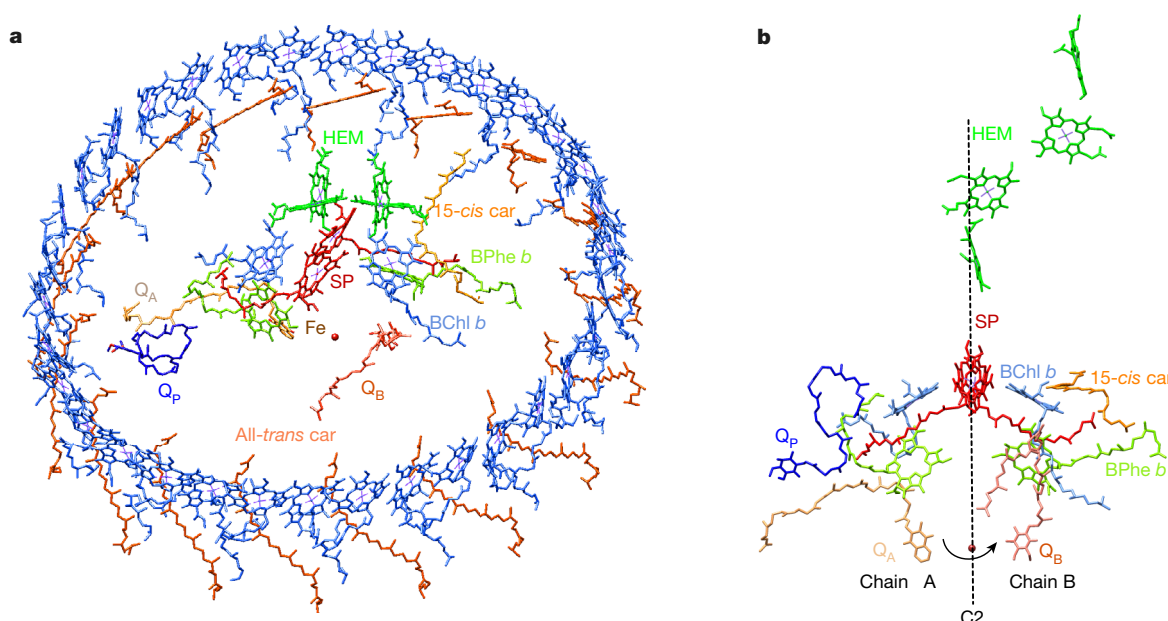 a
HEM
15-cis car
BPhe b
SP
QA
Fe
BChl b
QP
QB
All-trans car
b
HEM
SP
BChl b
15-cis car
QP
BPhe b
QA
QB
Chain A
Chain B
C2